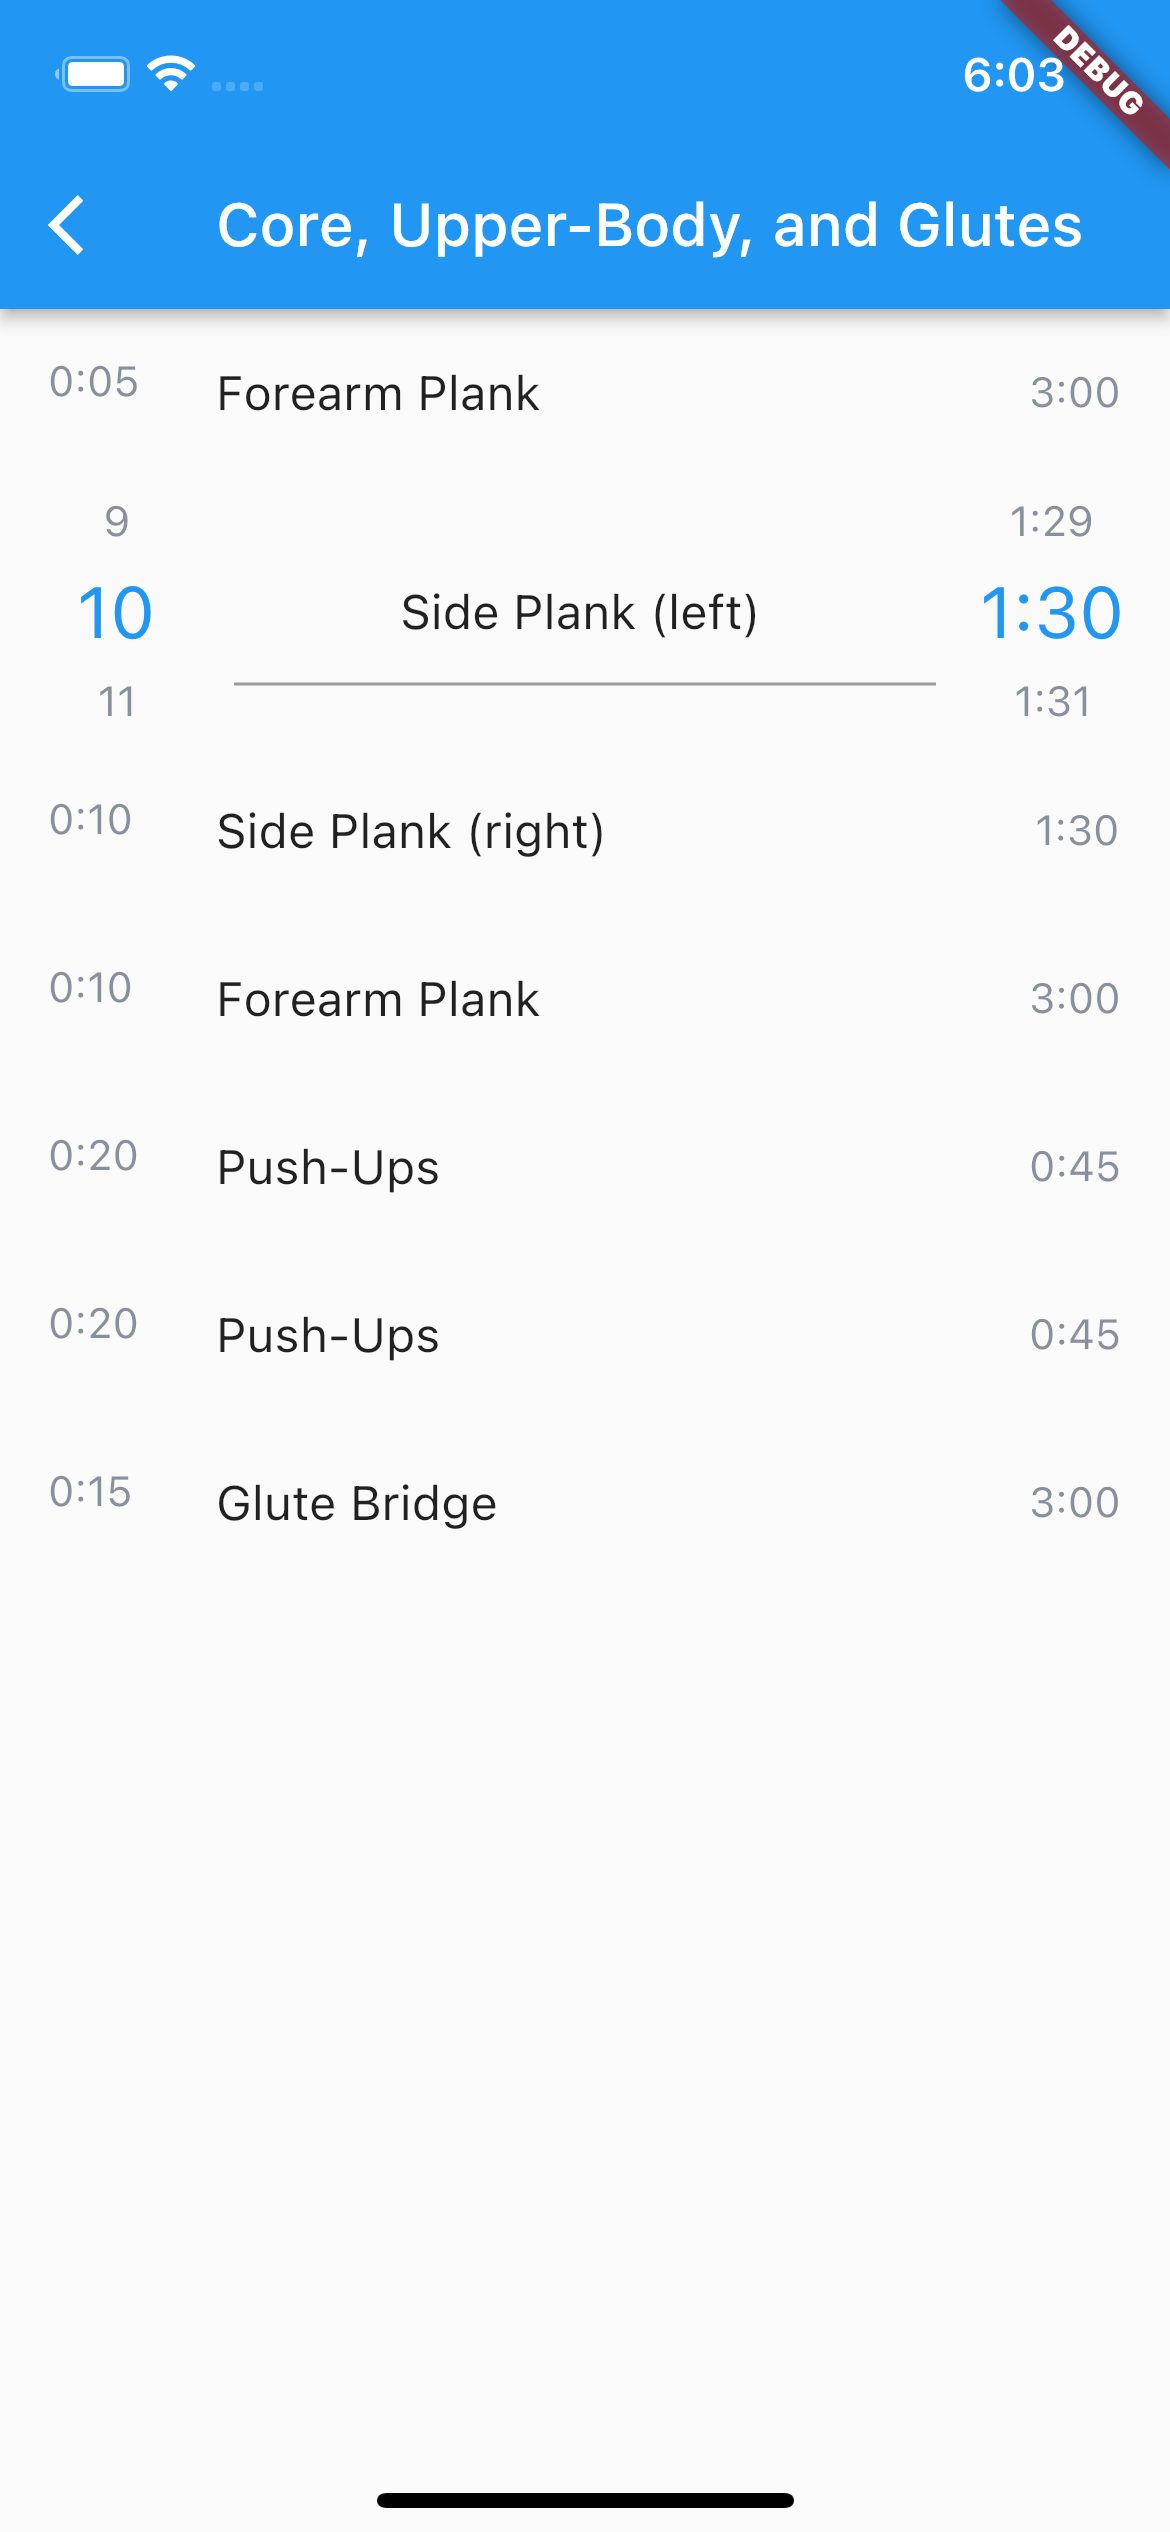 6:03
DEBUG
Core, Upper-Body, and Glutes
0:05 Forearm Plank 3:00
9 1:29
10 Side Plank (left) 1:30
11 1:31
0:10 Side Plank (right) 1:30
0:10 Forearm Plank 3:00
0:20 Push-Ups 0:45
0:20 Push-Ups 0:45
0:15 Glute Bridge 3:00